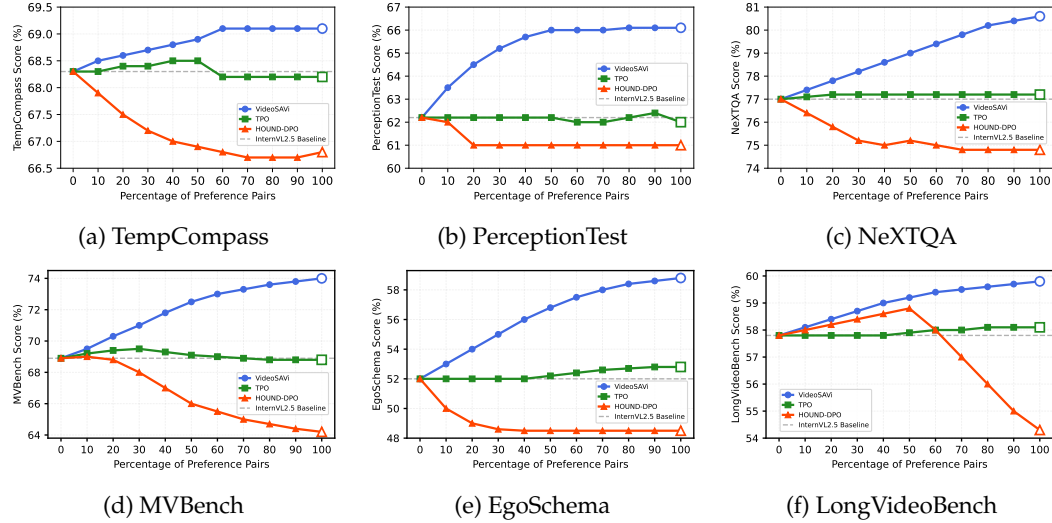 69.5
69.0
68.5
68.0
67.5
67.0
66.5
TempCompass Score (%)
VideoSAVi
TPO
HOUND-DPO
InternVL2.5 Baseline
0 10 20 30 40 50 60 70 80 90 100
Percentage of Preference Pairs
(a) TempCompass
67
66
65
64
63
62
61
60
PerceptionTest Score (%)
VideoSAVi
TPO
HOUND-DPO
InternVL2.5 Baseline
0 10 20 30 40 50 60 70 80 90 100
Percentage of Preference Pairs
(b) PerceptionTest
81
80
79
78
77
76
75
74
NeXTQA Score (%)
VideoSAVi
TPO
HOUND-DPO
InternVL2.5 Baseline
0 10 20 30 40 50 60 70 80 90 100
Percentage of Preference Pairs
(c) NeXTQA
74
72
70
68
66
64
MVBench Score (%)
VideoSAVi
TPO
HOUND-DPO
InternVL2.5 Baseline
0 10 20 30 40 50 60 70 80 90 100
Percentage of Preference Pairs
(d) MVBench
58
56
54
52
50
48
EgoSchema Score (%)
VideoSAVi
TPO
HOUND-DPO
InternVL2.5 Baseline
0 10 20 30 40 50 60 70 80 90 100
Percentage of Preference Pairs
(e) EgoSchema
60
59
58
57
56
55
54
LongVideoBench Score (%)
VideoSAVi
TPO
HOUND-DPO
InternVL2.5 Baseline
0 10 20 30 40 50 60 70 80 90 100
Percentage of Preference Pairs
(f) LongVideoBench